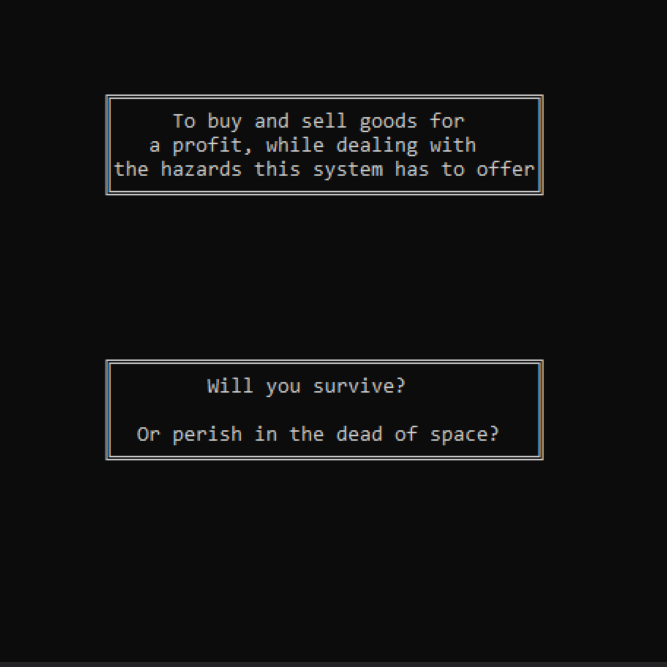 To buy and sell goods for
a profit, while dealing with
the hazards this system has to offer
Will you survive?
Or perish in the dead of space?